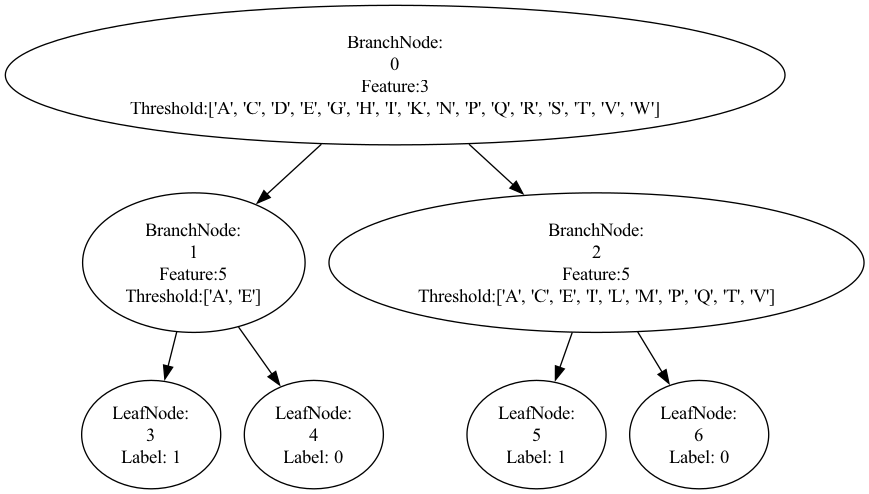 BranchNode:
0
Feature:3
Threshold:['A', 'C', 'D', 'E', 'G', 'H', 'I', 'K', 'N', 'P', 'Q', 'R', 'S', 'T', 'V', 'W']
BranchNode:
1
Feature:5
Threshold:['A', 'E']
BranchNode:
2
Feature:5
Threshold:['A', 'C', 'E', 'I', 'L', 'M', 'P', 'Q', 'T', 'V']
LeafNode:
3
Label: 1
LeafNode:
4
Label: 0
LeafNode:
5
Label: 1
LeafNode:
6
Label: 0